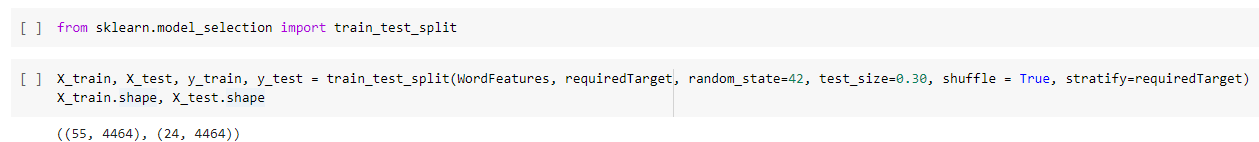 [ ] from sklearn.model_selection import train_test_split
[ ] X_train, X_test, y_train, y_test = train_test_split(WordFeatures, requiredTarget, random_state=42, test_size=0.30, shuffle = True, stratify=requiredTarget)
X_train.shape, X_test.shape
((55, 4464), (24, 4464))